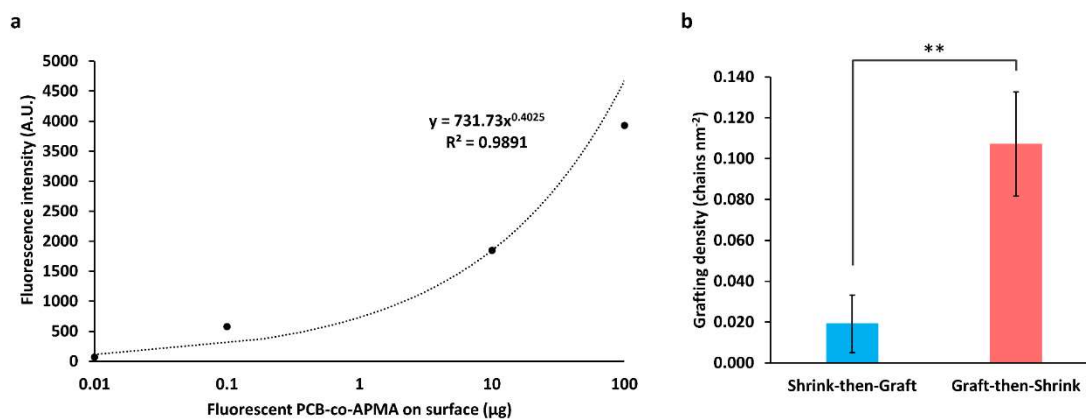 a
5000
4500
4000
3500
3000
2500
2000
1500
1000
500
0
Fluorescence intensity (A.U.)
y = 731.73x^0.4025
R² = 0.9891
0.01 0.1 1 10 100
Fluorescent PCB-co-APMA on surface (µg)
b
**
0.140
0.120
0.100
0.080
0.060
0.040
0.020
0.000
Grafting density (chains nm⁻²)
Shrink-then-Graft Graft-then-Shrink